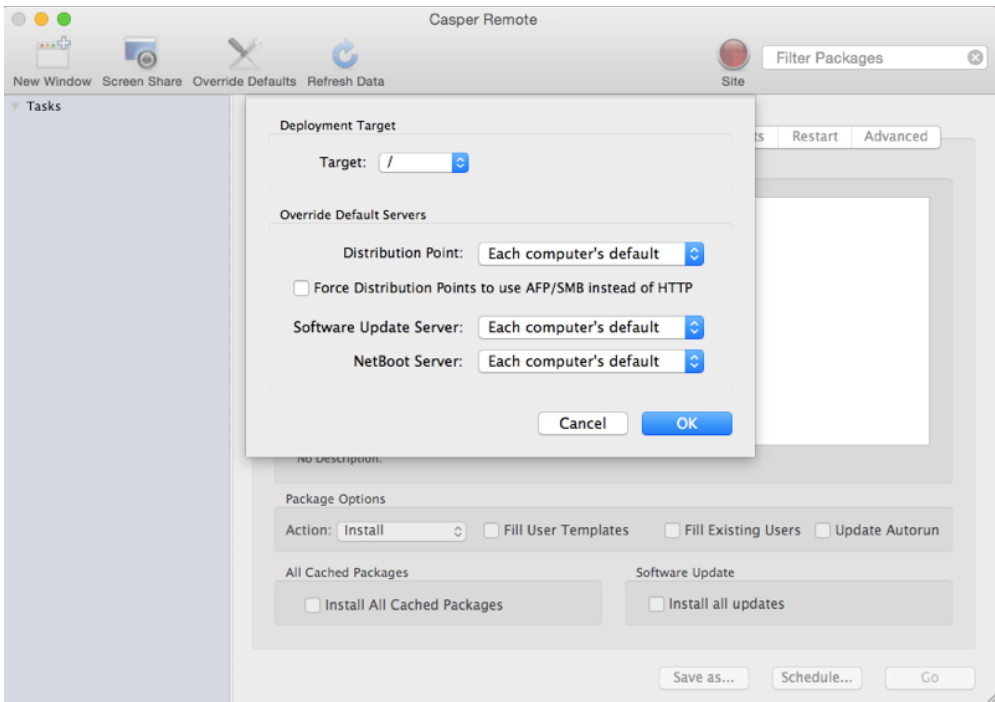 Casper Remote
New Window Screen Share Override Defaults Refresh Data Site Filter Packages
Tasks
Deployment Target
Target: /
Restart Advanced
Override Default Servers
Distribution Point: Each computer's default
Force Distribution Points to use AFP/SMB instead of HTTP
Software Update Server: Each computer's default
NetBoot Server: Each computer's default
Cancel OK
No Description.
Package Options
Action: Install Fill User Templates Fill Existing Users Update Autorun
All Cached Packages Software Update
Install All Cached Packages Install all updates
Save as... Schedule... Go